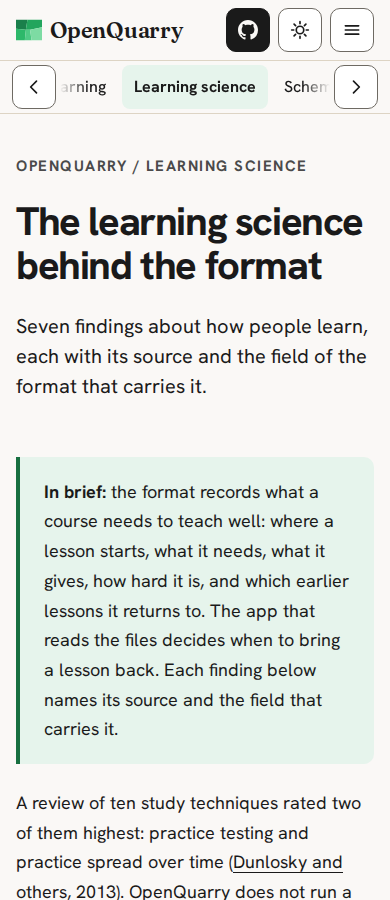 OpenQuarry
arning
Learning science
Schem
OPENQUARRY / LEARNING SCIENCE
The learning science
behind the format
Seven findings about how people learn,
each with its source and the field of the
format that carries it.
In brief: the format records what a
course needs to teach well: where a
lesson starts, what it needs, what it
gives, how hard it is, and which earlier
lessons it returns to. The app that
reads the files decides when to bring
a lesson back. Each finding below
names its source and the field that
carries it.
A review of ten study techniques rated two
of them highest: practice testing and
practice spread over time (Dunlosky and
others, 2013). OpenQuarry does not run a